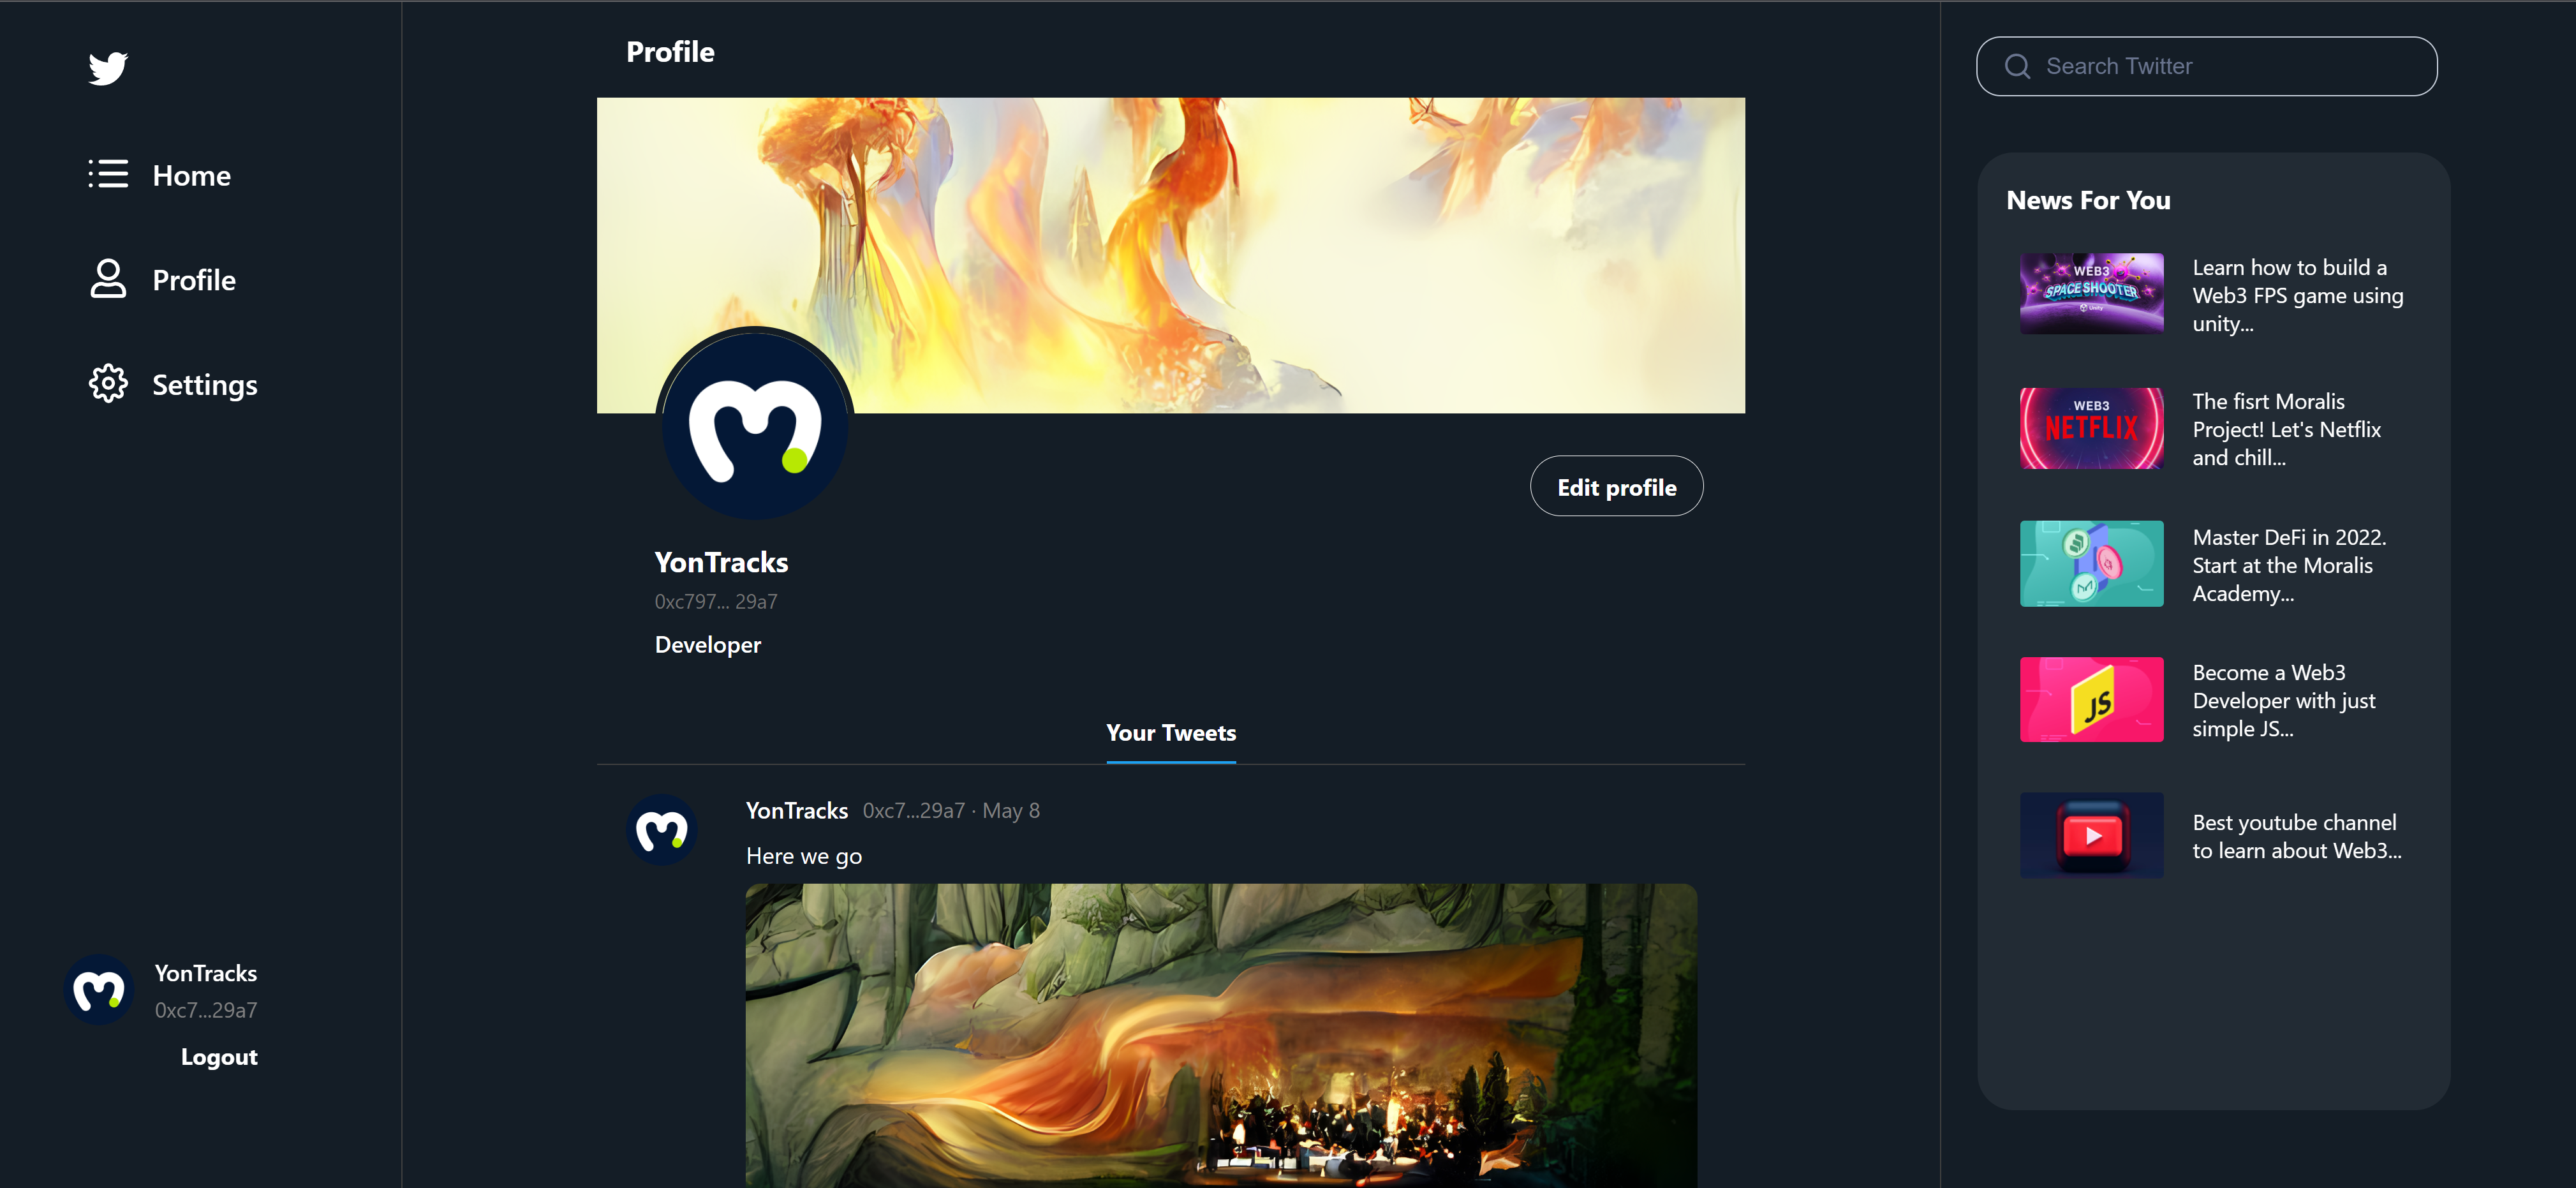 Home
Profile
Settings
YonTracks
0xc7...29a7
Logout
Profile
Edit profile
YonTracks
0xc797... 29a7
Developer
Your Tweets
YonTracks 0xc7...29a7 · May 8
Here we go
Search Twitter
News For You
WEB3
SPACE SHOOTER
Unity
Learn how to build a
Web3 FPS game using
unity...
WEB3
NETFLIX
The fisrt Moralis
Project! Let's Netflix
and chill...
Master DeFi in 2022.
Start at the Moralis
Academy...
JS
Become a Web3
Developer with just
simple JS...
Best youtube channel
to learn about Web3...